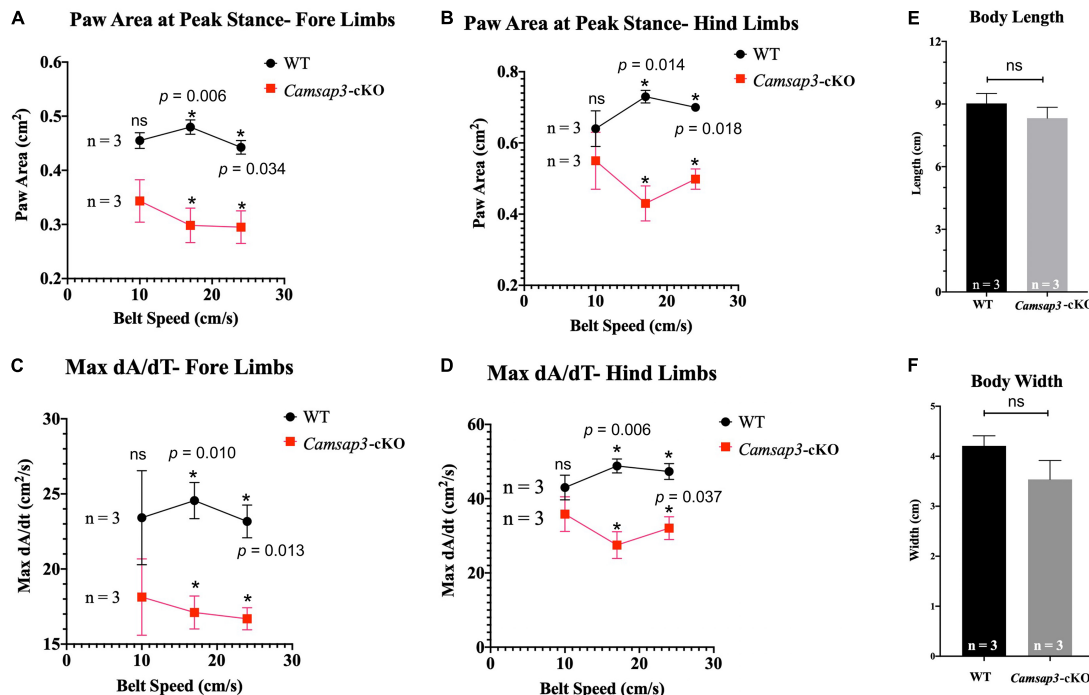 A
Paw Area at Peak Stance- Fore Limbs
WT
Camsap3-cKO
0.6
0.5
0.4
0.3
0.2
Paw Area (cm²)
ns
p = 0.006
*
*
p = 0.034
n = 3
n = 3
*
*
0
10
20
30
Belt Speed (cm/s)
B
Paw Area at Peak Stance- Hind Limbs
WT
Camsap3-cKO
0.8
0.6
0.4
0.2
Paw Area (cm²)
p = 0.014
ns
*
*
p = 0.018
n = 3
n = 3
*
*
0
10
20
30
Belt Speed (cm/s)
E
Body Length
12
9
6
3
0
Length (cm)
ns
n = 3
n = 3
WT
Camsap3-cKO
C
Max dA/dT- Fore Limbs
WT
Camsap3-cKO
30
25
20
15
Max dA/dt (cm²/s)
ns
p = 0.010
*
*
p = 0.013
n = 3
n = 3
*
*
0
10
20
30
Belt Speed (cm/s)
D
Max dA/dT- Hind Limbs
WT
Camsap3-cKO
60
40
20
0
Max dA/dt (cm²/s)
p = 0.006
ns
*
*
p = 0.037
n = 3
n = 3
*
*
0
10
20
30
Belt Speed (cm/s)
F
Body Width
5
4
3
2
1
0
Width (cm)
ns
n = 3
n = 3
WT
Camsap3-cKO